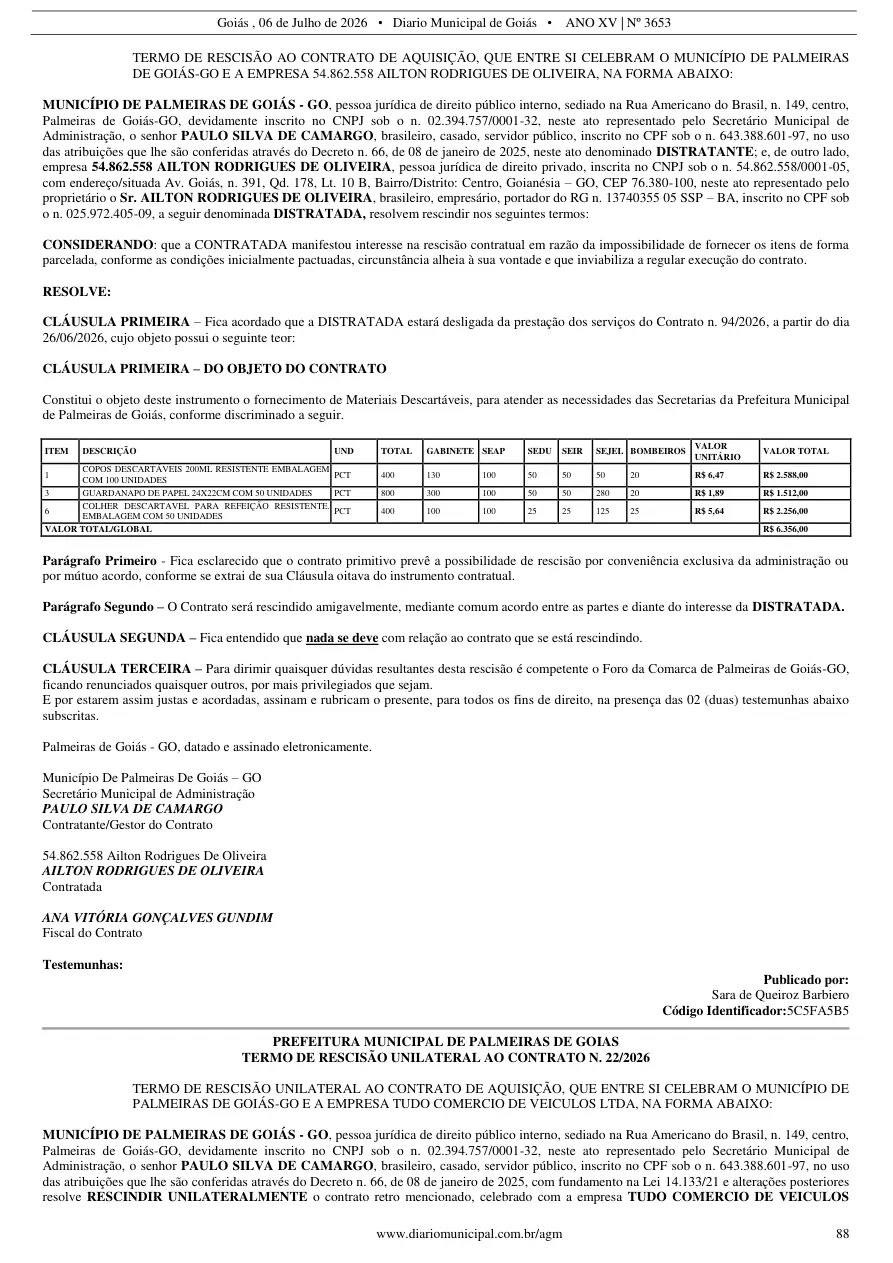 Goiás , 06 de Julho de 2026 • Diario Municipal de Goiás • ANO XV | Nº 3653
TERMO DE RESCISÃO AO CONTRATO DE AQUISIÇÃO, QUE ENTRE SI CELEBRAM O MUNICÍPIO DE PALMEIRAS
DE GOIÁS-GO E A EMPRESA 54.862.558 AILTON RODRIGUES DE OLIVEIRA, NA FORMA ABAIXO:
MUNICÍPIO DE PALMEIRAS DE GOIÁS - GO, pessoa jurídica de direito público interno, sediado na Rua Americano do Brasil, n. 149, centro,
Palmeiras de Goiás-GO, devidamente inscrito no CNPJ sob o n. 02.394.757/0001-32, neste ato representado pelo Secretário Municipal de
Administração, o senhor PAULO SILVA DE CAMARGO, brasileiro, casado, servidor público, inscrito no CPF sob o n. 643.388.601-97, no uso
das atribuições que lhe são conferidas através do Decreto n. 66, de 08 de janeiro de 2025, neste ato denominado DISTRATANTE; e, de outro lado,
empresa 54.862.558 AILTON RODRIGUES DE OLIVEIRA, pessoa jurídica de direito privado, inscrita no CNPJ sob o n. 54.862.558/0001-05,
com endereço/situada Av. Goiás, n. 391, Qd. 178, Lt. 10 B, Bairro/Distrito: Centro, Goianésia – GO, CEP 76.380-100, neste ato representado pelo
proprietário o Sr. AILTON RODRIGUES DE OLIVEIRA, brasileiro, empresário, portador do RG n. 13740355 05 SSP – BA, inscrito no CPF sob
o n. 025.972.405-09, a seguir denominada DISTRATADA, resolvem rescindir nos seguintes termos:
CONSIDERANDO: que a CONTRATADA manifestou interesse na rescisão contratual em razão da impossibilidade de fornecer os itens de forma
parcelada, conforme as condições inicialmente pactuadas, circunstância alheia à sua vontade e que inviabiliza a regular execução do contrato.
RESOLVE:
CLÁUSULA PRIMEIRA – Fica acordado que a DISTRATADA estará desligada da prestação dos serviços do Contrato n. 94/2026, a partir do dia
26/06/2026, cujo objeto possui o seguinte teor:
CLÁUSULA PRIMEIRA – DO OBJETO DO CONTRATO
Constitui o objeto deste instrumento o fornecimento de Materiais Descartáveis, para atender as necessidades das Secretarias da Prefeitura Municipal
de Palmeiras de Goiás, conforme discriminado a seguir.
ITEM DESCRIÇÃO UND TOTAL GABINETE SEAP SEDU SEIR SEJEL BOMBEIROS VALOR UNITÁRIO VALOR TOTAL
1 COPOS DESCARTÁVEIS 200ML RESISTENTE EMBALAGEM COM 100 UNIDADES PCT 400 130 100 50 50 50 20 R$ 6,47 R$ 2.588,00
3 GUARDANAPO DE PAPEL 24X22CM COM 50 UNIDADES PCT 800 300 100 50 50 280 20 R$ 1,89 R$ 1.512,00
6 COLHER DESCARTAVEL PARA REFEIÇÃO RESISTENTE, EMBALAGEM COM 50 UNIDADES PCT 400 100 100 25 25 125 25 R$ 5,64 R$ 2.256,00
VALOR TOTAL/GLOBAL R$ 6.356,00
Parágrafo Primeiro - Fica esclarecido que o contrato primitivo prevê a possibilidade de rescisão por conveniência exclusiva da administração ou
por mútuo acordo, conforme se extrai de sua Cláusula oitava do instrumento contratual.
Parágrafo Segundo – O Contrato será rescindido amigavelmente, mediante comum acordo entre as partes e diante do interesse da DISTRATADA.
CLÁUSULA SEGUNDA – Fica entendido que nada se deve com relação ao contrato que se está rescindindo.
CLÁUSULA TERCEIRA – Para dirimir quaisquer dúvidas resultantes desta rescisão é competente o Foro da Comarca de Palmeiras de Goiás-GO,
ficando renunciados quaisquer outros, por mais privilegiados que sejam.
E por estarem assim justas e acordadas, assinam e rubricam o presente, para todos os fins de direito, na presença das 02 (duas) testemunhas abaixo
subscritas.
Palmeiras de Goiás - GO, datado e assinado eletronicamente.
Município De Palmeiras De Goiás – GO
Secretário Municipal de Administração
PAULO SILVA DE CAMARGO
Contratante/Gestor do Contrato
54.862.558 Ailton Rodrigues De Oliveira
AILTON RODRIGUES DE OLIVEIRA
Contratada
ANA VITÓRIA GONÇALVES GUNDIM
Fiscal do Contrato
Testemunhas:
Publicado por:
Sara de Queiroz Barbiero
Código Identificador:5C5FA5B5
PREFEITURA MUNICIPAL DE PALMEIRAS DE GOIAS
TERMO DE RESCISÃO UNILATERAL AO CONTRATO N. 22/2026
TERMO DE RESCISÃO UNILATERAL AO CONTRATO DE AQUISIÇÃO, QUE ENTRE SI CELEBRAM O MUNICÍPIO DE
PALMEIRAS DE GOIÁS-GO E A EMPRESA TUDO COMERCIO DE VEICULOS LTDA, NA FORMA ABAIXO:
MUNICÍPIO DE PALMEIRAS DE GOIÁS - GO, pessoa jurídica de direito público interno, sediado na Rua Americano do Brasil, n. 149, centro,
Palmeiras de Goiás-GO, devidamente inscrito no CNPJ sob o n. 02.394.757/0001-32, neste ato representado pelo Secretário Municipal de
Administração, o senhor PAULO SILVA DE CAMARGO, brasileiro, casado, servidor público, inscrito no CPF sob o n. 643.388.601-97, no uso
das atribuições que lhe são conferidas através do Decreto n. 66, de 08 de janeiro de 2025, com fundamento na Lei 14.133/21 e alterações posteriores
resolve RESCINDIR UNILATERALMENTE o contrato retro mencionado, celebrado com a empresa TUDO COMERCIO DE VEICULOS
www.diariomunicipal.com.br/agm 88